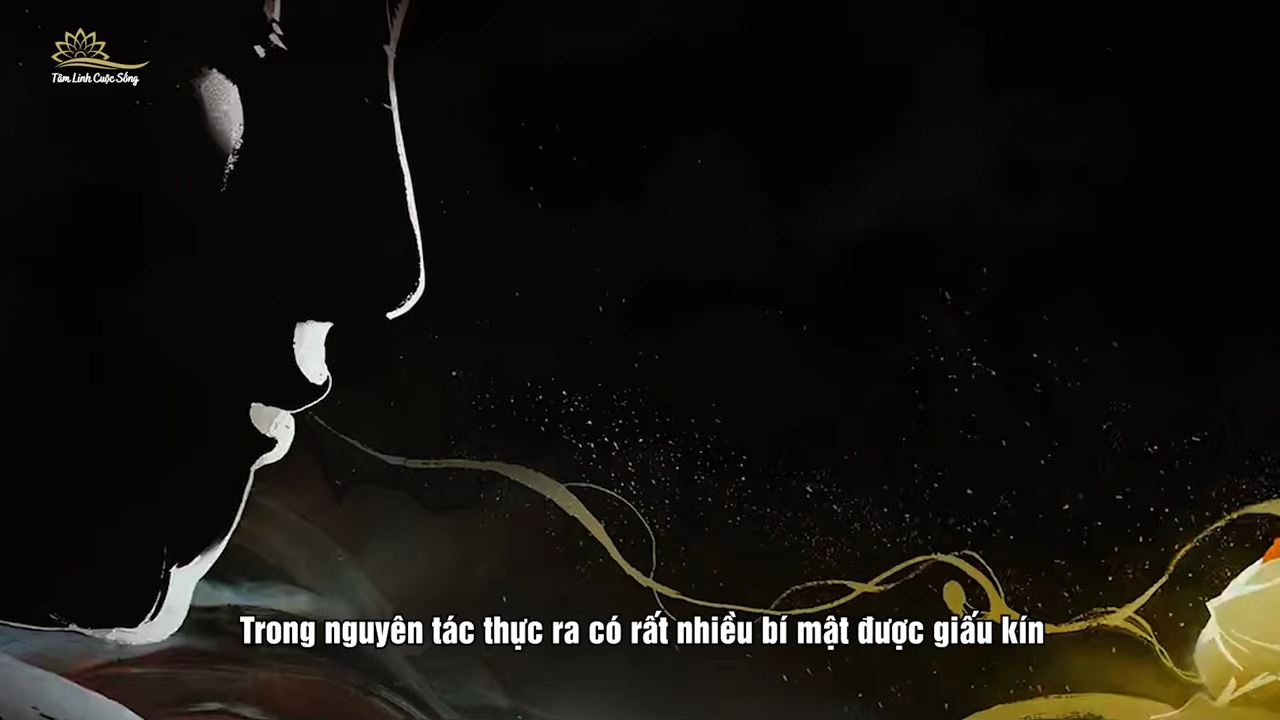 Tâm Linh Cuộc Sống
Trong nguyên tác thực ra có rất nhiều bí mật được giấu kín